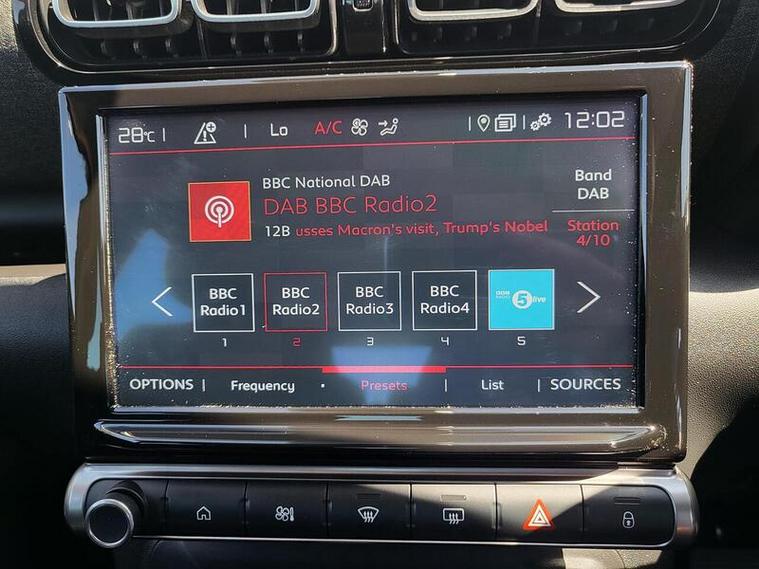 28°C Lo A/C 12:02
BBC National DAB
DAB BBC Radio2
12B usses Macron's visit, Trump's Nobel
Band
DAB
Station
4/10
BBC
Radio1
BBC
Radio2
BBC
Radio3
BBC
Radio4
BBC
RADIO
5 live
1 2 3 4 5
OPTIONS Frequency Presets List SOURCES